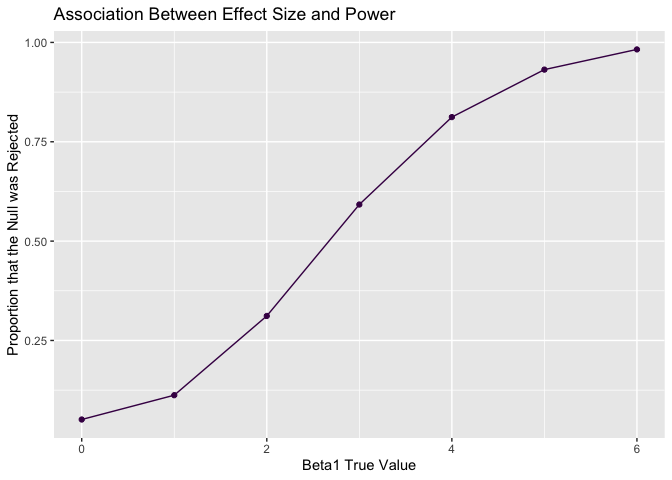 Association Between Effect Size and Power
Proportion that the Null was Rejected
1.00
0.75
0.50
0.25
0
2
4
6
Beta1 True Value